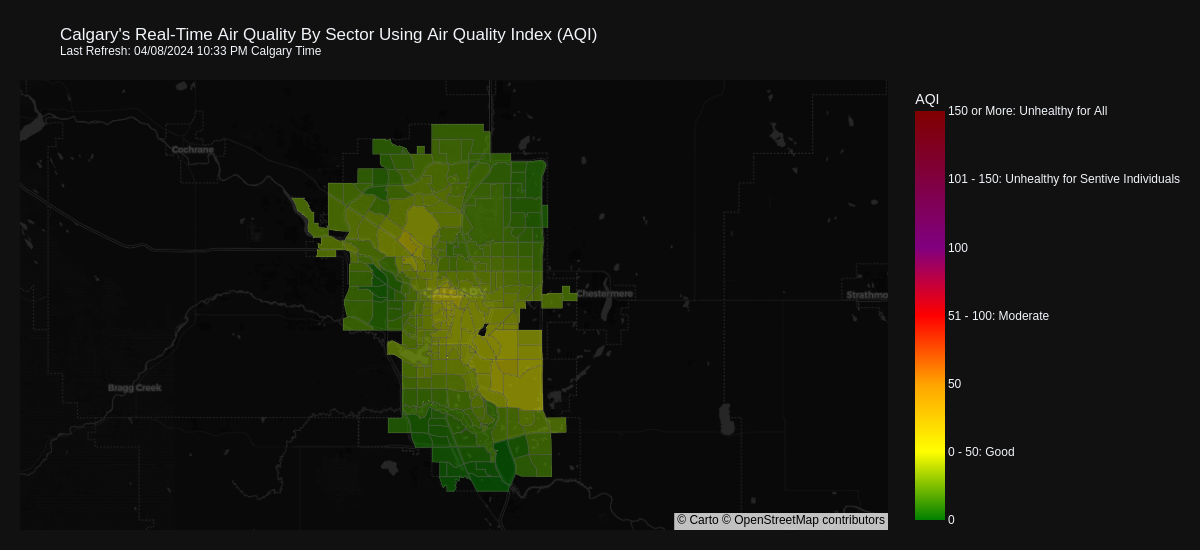 Calgary's Real-Time Air Quality By Sector Using Air Quality Index (AQI)
Last Refresh: 04/08/2024 10:33 PM Calgary Time
AQI
150 or More: Unhealthy for All
Cochrane
101 - 150: Unhealthy for Sentive Individuals
100
CALGARY
Chestermere
Strathmo
51 - 100: Moderate
50
Bragg Creek
0 - 50: Good
0
© Carto © OpenStreetMap contributors